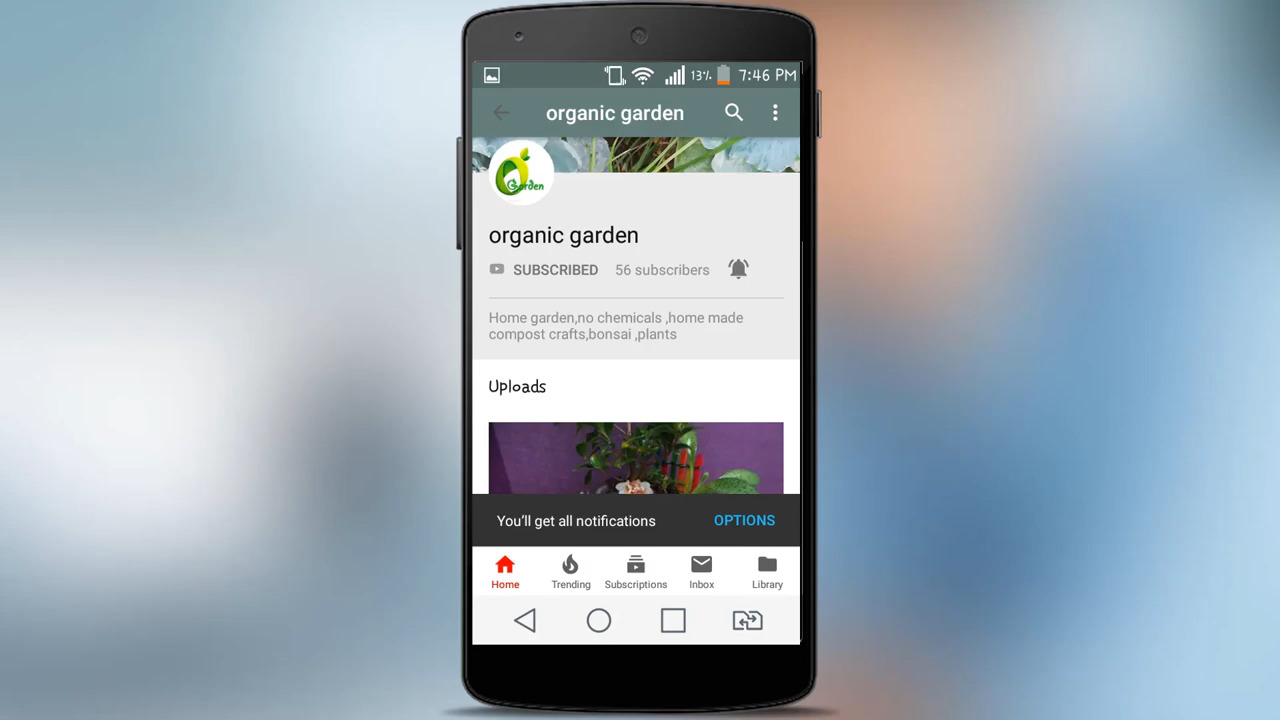 13% 7:46 PM
organic garden
Garden
organic garden
SUBSCRIBED 56 subscribers
Home garden,no chemicals ,home made
compost crafts,bonsai ,plants
Uploads
You'll get all notifications OPTIONS
Home Trending Subscriptions Inbox Library